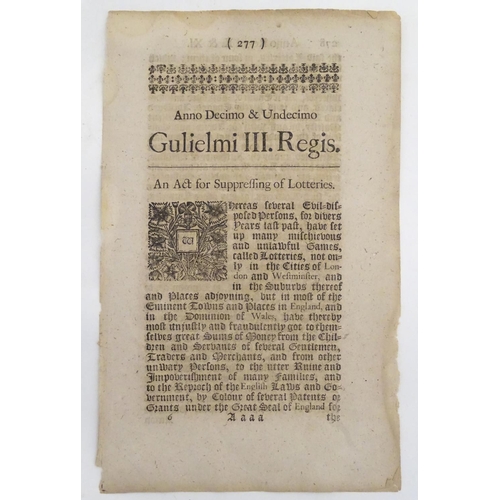 ( 277 )
Anno Decimo & Undecimo
Gulielmi III. Regis.
An Act for Suppreſſing of Lotteries.
Whereas ſeveral Evil-diſ-
poſed Perſons, for divers
Years laſt paſt, have ſet
up many miſchievous
and unlawful Games,
called Lotteries, not on-
ly in the Cities of Lon-
don and Weſtminſter, and
in the Suburbs thereof
and Places adjoyning, but in moſt of the
Eminent Towns and Places in England, and
in the Dominion of Wales, have thereby
moſt unjuſtly and fraudulently got to them-
ſelves great Sums of Money from the Chil-
dren and Servants of ſeveral Gentlemen,
Traders and Merchants, and from other
unwary Perſons, to the utter Ruine and
Impoveriſhment of many Families, and
to the Reproch of the Engliſh Laws and Go-
vernment, by Colour of ſeveral Patents or
Grants under the Great Seal of England for
6 Aaaa the